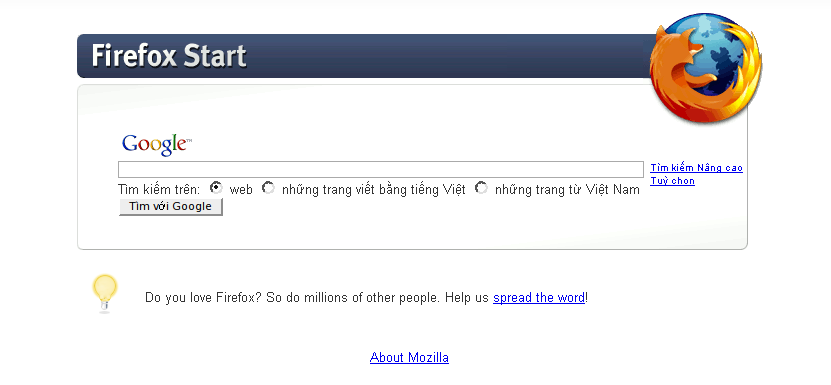 Firefox Start
Google™
Tìm kiếm Nâng cao
Tuỳ chọn
Tìm kiếm trên: web những trang viết bằng tiếng Việt những trang từ Việt Nam
Tìm với Google
Do you love Firefox? So do millions of other people. Help us spread the word!
About Mozilla